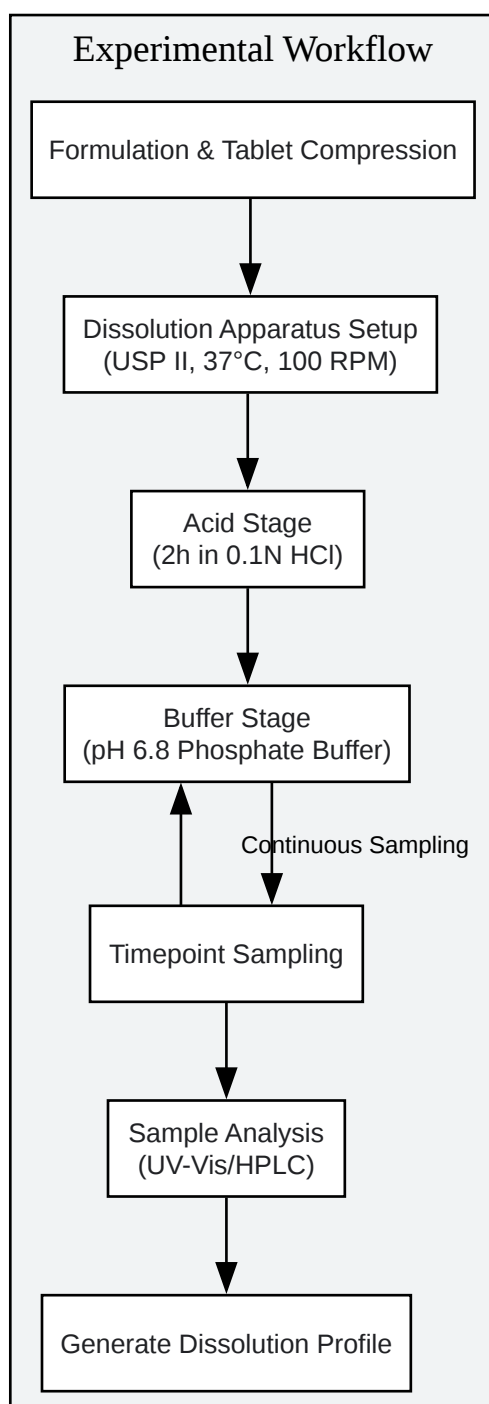 Experimental Workflow
Formulation & Tablet Compression
Dissolution Apparatus Setup
(USP II, 37°C, 100 RPM)
Acid Stage
(2h in 0.1N HCl)
Buffer Stage
(pH 6.8 Phosphate Buffer)
Continuous Sampling
Timepoint Sampling
Sample Analysis
(UV-Vis/HPLC)
Generate Dissolution Profile